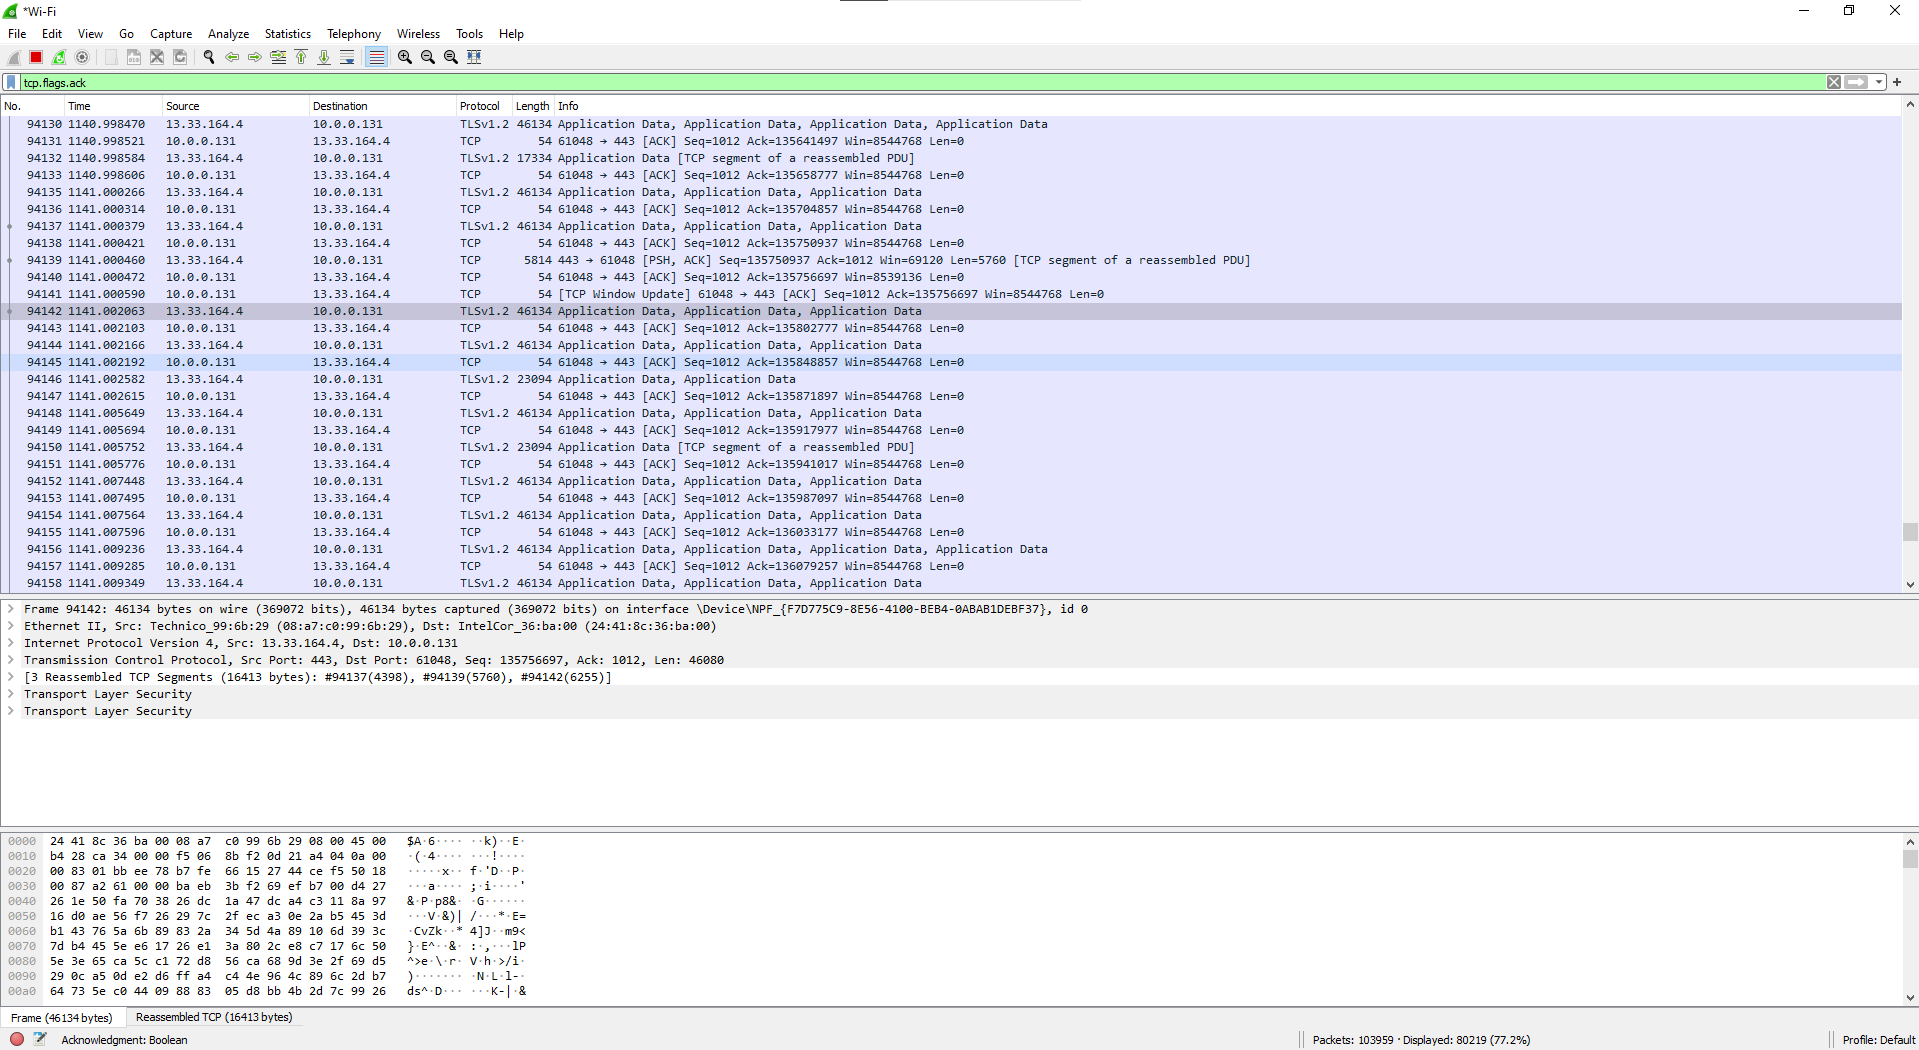 *Wi-Fi
File Edit View Go Capture Analyze Statistics Telephony Wireless Tools Help
tcp.flags.ack
No. Time Source Destination Protocol Length Info
94130 1140.998470 13.33.164.4 10.0.0.131 TLSv1.2 46134 Application Data, Application Data, Application Data, Application Data
94131 1140.998521 10.0.0.131 13.33.164.4 TCP 54 61048 → 443 [ACK] Seq=1012 Ack=135641497 Win=8544768 Len=0
94132 1140.998584 13.33.164.4 10.0.0.131 TLSv1.2 17334 Application Data [TCP segment of a reassembled PDU]
94133 1140.998606 10.0.0.131 13.33.164.4 TCP 54 61048 → 443 [ACK] Seq=1012 Ack=135658777 Win=8544768 Len=0
94135 1141.000266 13.33.164.4 10.0.0.131 TLSv1.2 46134 Application Data, Application Data, Application Data
94136 1141.000314 10.0.0.131 13.33.164.4 TCP 54 61048 → 443 [ACK] Seq=1012 Ack=135704857 Win=8544768 Len=0
94137 1141.000379 13.33.164.4 10.0.0.131 TLSv1.2 46134 Application Data, Application Data, Application Data
94138 1141.000421 10.0.0.131 13.33.164.4 TCP 54 61048 → 443 [ACK] Seq=1012 Ack=135750937 Win=8544768 Len=0
94139 1141.000460 13.33.164.4 10.0.0.131 TCP 5814 443 → 61048 [PSH, ACK] Seq=135750937 Ack=1012 Win=69120 Len=5760 [TCP segment of a reassembled PDU]
94140 1141.000472 10.0.0.131 13.33.164.4 TCP 54 61048 → 443 [ACK] Seq=1012 Ack=135756697 Win=8539136 Len=0
94141 1141.000590 10.0.0.131 13.33.164.4 TCP 54 [TCP Window Update] 61048 → 443 [ACK] Seq=1012 Ack=135756697 Win=8544768 Len=0
94142 1141.002063 13.33.164.4 10.0.0.131 TLSv1.2 46134 Application Data, Application Data, Application Data
94143 1141.002103 10.0.0.131 13.33.164.4 TCP 54 61048 → 443 [ACK] Seq=1012 Ack=135802777 Win=8544768 Len=0
94144 1141.002166 13.33.164.4 10.0.0.131 TLSv1.2 46134 Application Data, Application Data, Application Data
94145 1141.002192 10.0.0.131 13.33.164.4 TCP 54 61048 → 443 [ACK] Seq=1012 Ack=135848857 Win=8544768 Len=0
94146 1141.002582 13.33.164.4 10.0.0.131 TLSv1.2 23094 Application Data, Application Data
94147 1141.002615 10.0.0.131 13.33.164.4 TCP 54 61048 → 443 [ACK] Seq=1012 Ack=135871897 Win=8544768 Len=0
94148 1141.005649 13.33.164.4 10.0.0.131 TLSv1.2 46134 Application Data, Application Data, Application Data
94149 1141.005694 10.0.0.131 13.33.164.4 TCP 54 61048 → 443 [ACK] Seq=1012 Ack=135917977 Win=8544768 Len=0
94150 1141.005752 13.33.164.4 10.0.0.131 TLSv1.2 23094 Application Data [TCP segment of a reassembled PDU]
94151 1141.005776 10.0.0.131 13.33.164.4 TCP 54 61048 → 443 [ACK] Seq=1012 Ack=135941017 Win=8544768 Len=0
94152 1141.007448 13.33.164.4 10.0.0.131 TLSv1.2 46134 Application Data, Application Data, Application Data
94153 1141.007495 10.0.0.131 13.33.164.4 TCP 54 61048 → 443 [ACK] Seq=1012 Ack=135987097 Win=8544768 Len=0
94154 1141.007564 13.33.164.4 10.0.0.131 TLSv1.2 46134 Application Data, Application Data, Application Data
94155 1141.007596 10.0.0.131 13.33.164.4 TCP 54 61048 → 443 [ACK] Seq=1012 Ack=136033177 Win=8544768 Len=0
94156 1141.009236 13.33.164.4 10.0.0.131 TLSv1.2 46134 Application Data, Application Data, Application Data, Application Data
94157 1141.009285 10.0.0.131 13.33.164.4 TCP 54 61048 → 443 [ACK] Seq=1012 Ack=136079257 Win=8544768 Len=0
94158 1141.009349 13.33.164.4 10.0.0.131 TLSv1.2 46134 Application Data, Application Data, Application Data
Frame 94142: 46134 bytes on wire (369072 bits), 46134 bytes captured (369072 bits) on interface \Device\NPF_{F7D775C9-8E56-4100-BEB4-0ABAB1DEBF37}, id 0
Ethernet II, Src: Technico_99:6b:29 (08:a7:c0:99:6b:29), Dst: IntelCor_36:ba:00 (24:41:8c:36:ba:00)
Internet Protocol Version 4, Src: 13.33.164.4, Dst: 10.0.0.131
Transmission Control Protocol, Src Port: 443, Dst Port: 61048, Seq: 135756697, Ack: 1012, Len: 46080
[3 Reassembled TCP Segments (16413 bytes): #94137(4398), #94139(5760), #94142(6255)]
Transport Layer Security
Transport Layer Security
0000 24 41 8c 36 ba 00 08 a7 c0 99 6b 29 08 00 45 00 $A·6···· ··k)··E·
0010 b4 28 ca 34 00 00 f5 06 8b f2 0d 21 a4 04 0a 00 ·(·4···· ···!····
0020 00 83 01 bb ee 78 b7 fe 66 15 27 44 ce f5 50 18 ·····x·· f·'D··P·
0030 00 87 a2 61 00 00 ba eb 3b f2 69 ef b7 00 d4 27 ···a···· ;·i····'
0040 26 1e 50 fa 70 38 26 dc 1a 47 dc a4 c3 11 8a 97 &·P·p8&· ·G······
0050 16 d0 ae 56 f7 26 29 7c 2f ec a3 0e 2a b5 45 3d ···V·&)| /···*·E=
0060 b1 43 76 5a 6b 89 83 2a 34 5d 4a 89 10 6d 39 3c ·CvZk··* 4]J··m9<
0070 7d b4 45 5e e6 17 26 e1 3a 80 2c e8 c7 17 6c 50 }·E^··&· :·,···lP
0080 5e 3e 65 ca 5c c1 72 d8 56 ca 68 9d 3e 2f 69 d5 ^>e·\·r· V·h·>/i·
0090 29 0c a5 0d e2 d6 ff a4 c4 4e 96 4c 89 6c 2d b7 )······· ·N·L·l-·
00a0 64 73 5e c0 44 09 88 83 05 d8 bb 4b 2d 7c 99 26 ds^·D··· ···K-|·&
Frame (46134 bytes) Reassembled TCP (16413 bytes)
Acknowledgment: Boolean Packets: 103959 · Displayed: 80219 (77.2%) Profile: Default